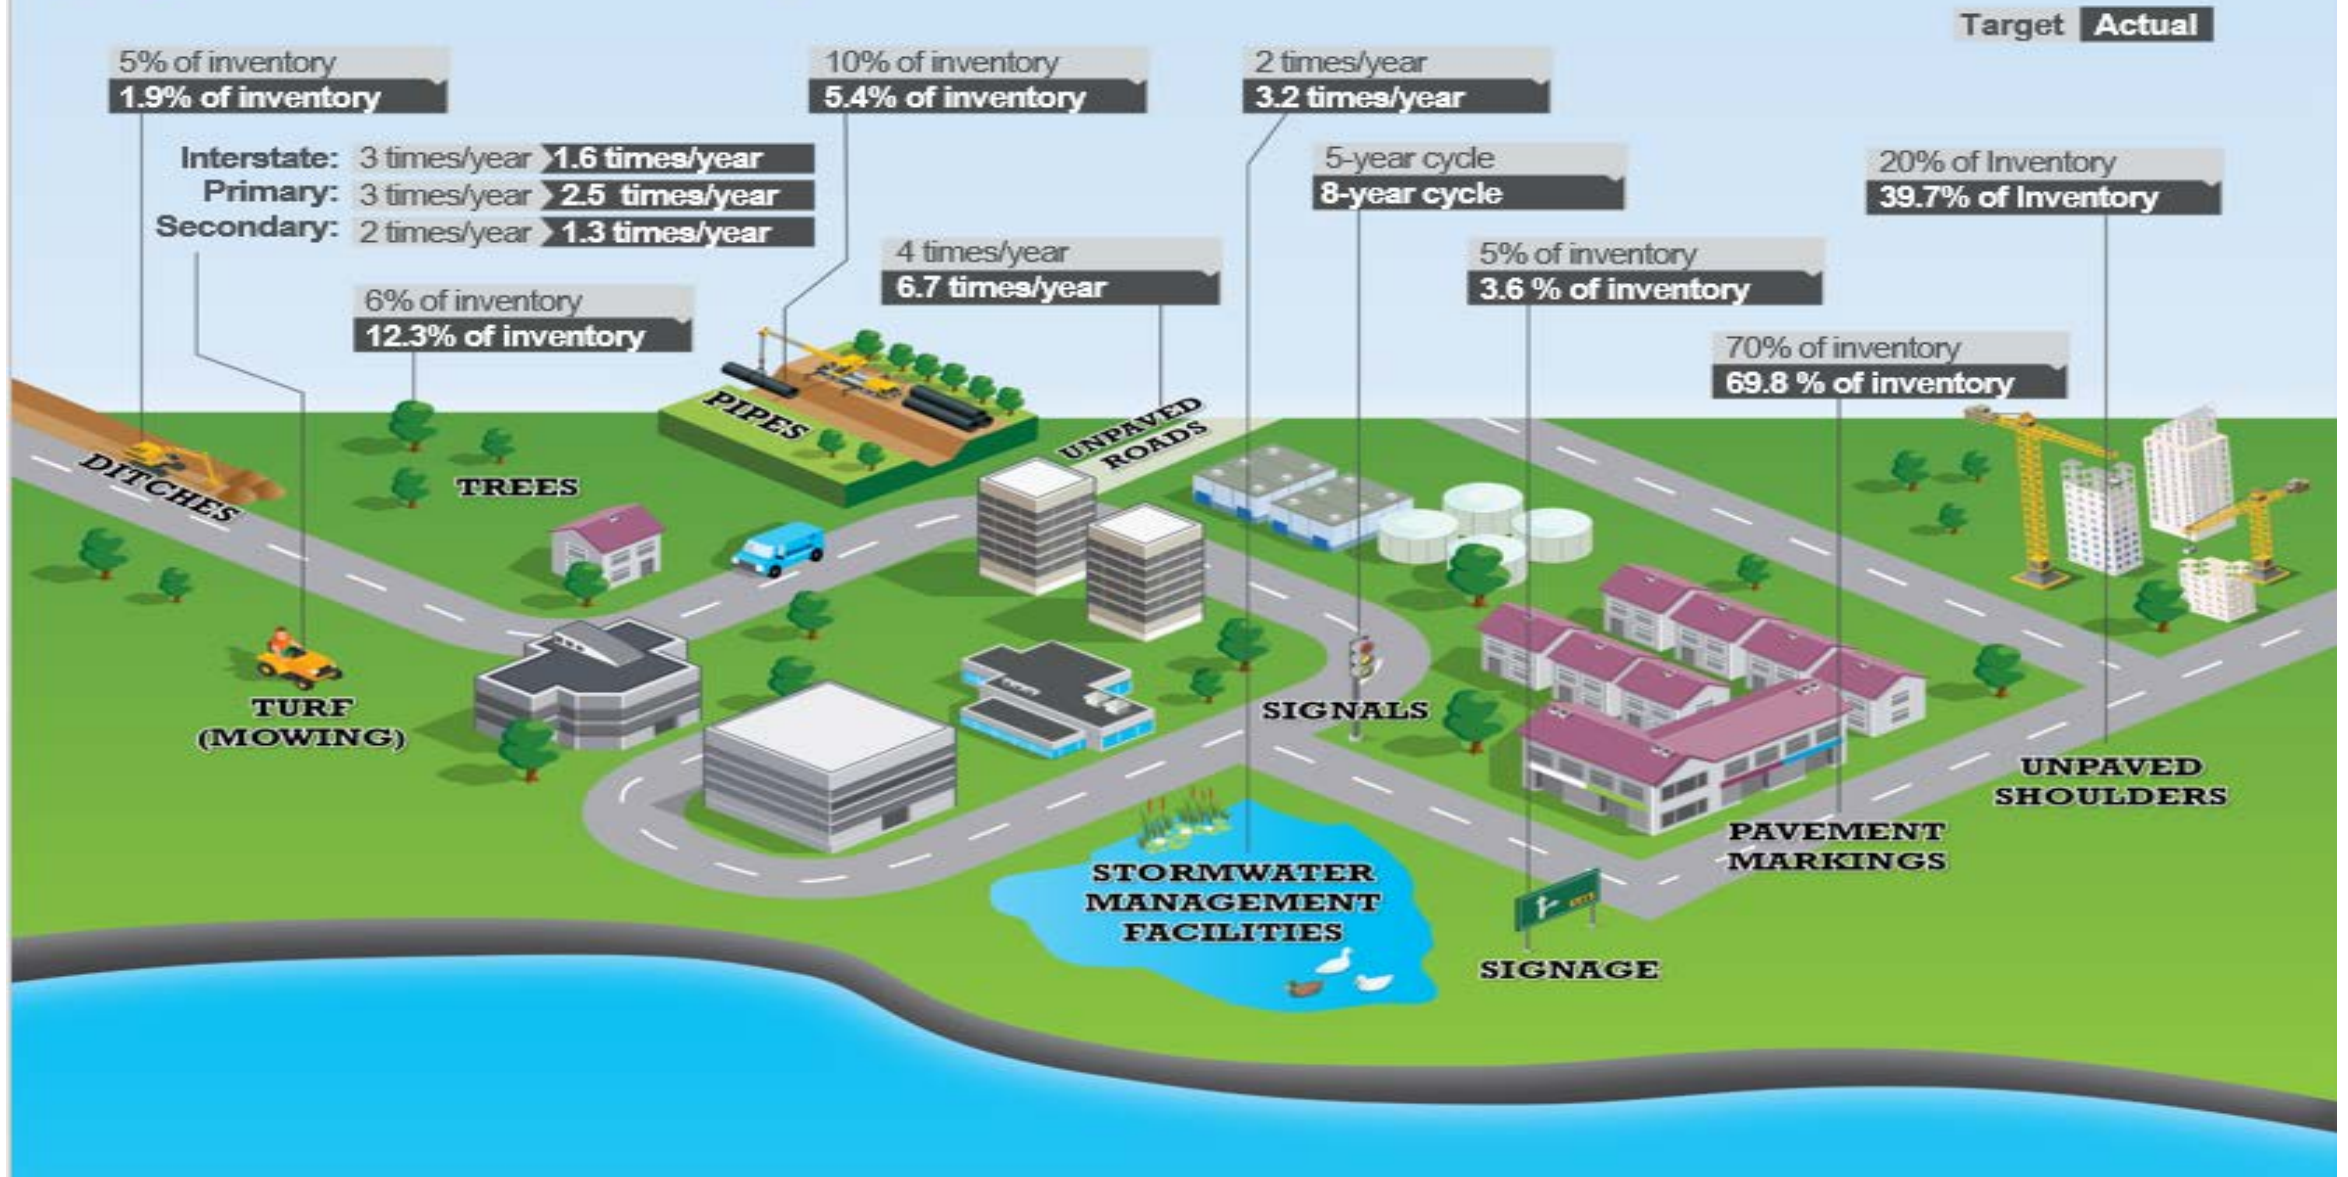 Target Actual
5% of inventory
1.9% of inventory
10% of inventory
5.4% of inventory
2 times/year
3.2 times/year
Interstate: 3 times/year 1.6 times/year
Primary: 3 times/year 2.5 times/year
Secondary: 2 times/year 1.3 times/year
5-year cycle
8-year cycle
20% of Inventory
39.7% of Inventory
4 times/year
6.7 times/year
5% of inventory
3.6 % of inventory
6% of inventory
12.3% of inventory
70% of inventory
69.8 % of inventory
DITCHES
TREES
PIPES
UNPAVED
ROADS
TURF
(MOWING)
SIGNALS
UNPAVED
SHOULDERS
PAVEMENT
MARKINGS
STORMWATER
MANAGEMENT
FACILITIES
SIGNAGE